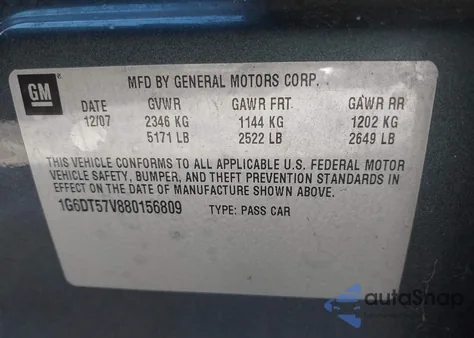 GM
MFD BY GENERAL MOTORS CORP.
DATE GVWR GAWR FRT GAWR RR
12/07 2346 KG 1144 KG 1202 KG
5171 LB 2522 LB 2649 LB
THIS VEHICLE CONFORMS TO ALL APPLICABLE U.S. FEDERAL MOTOR
VEHICLE SAFETY, BUMPER, AND THEFT PREVENTION STANDARDS IN
EFFECT ON THE DATE OF MANUFACTURE SHOWN ABOVE.
1G6DT57V880156809 TYPE: PASS CAR
autoSnap